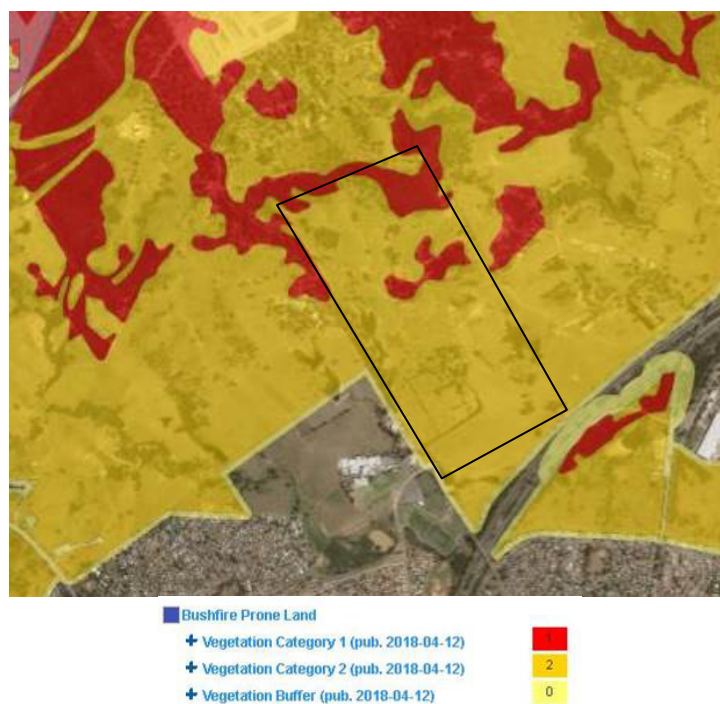 Bushfire Prone Land
Vegetation Category 1 (pub. 2018-04-12) 1
Vegetation Category 2 (pub. 2018-04-12) 2
Vegetation Buffer (pub. 2018-04-12) 0